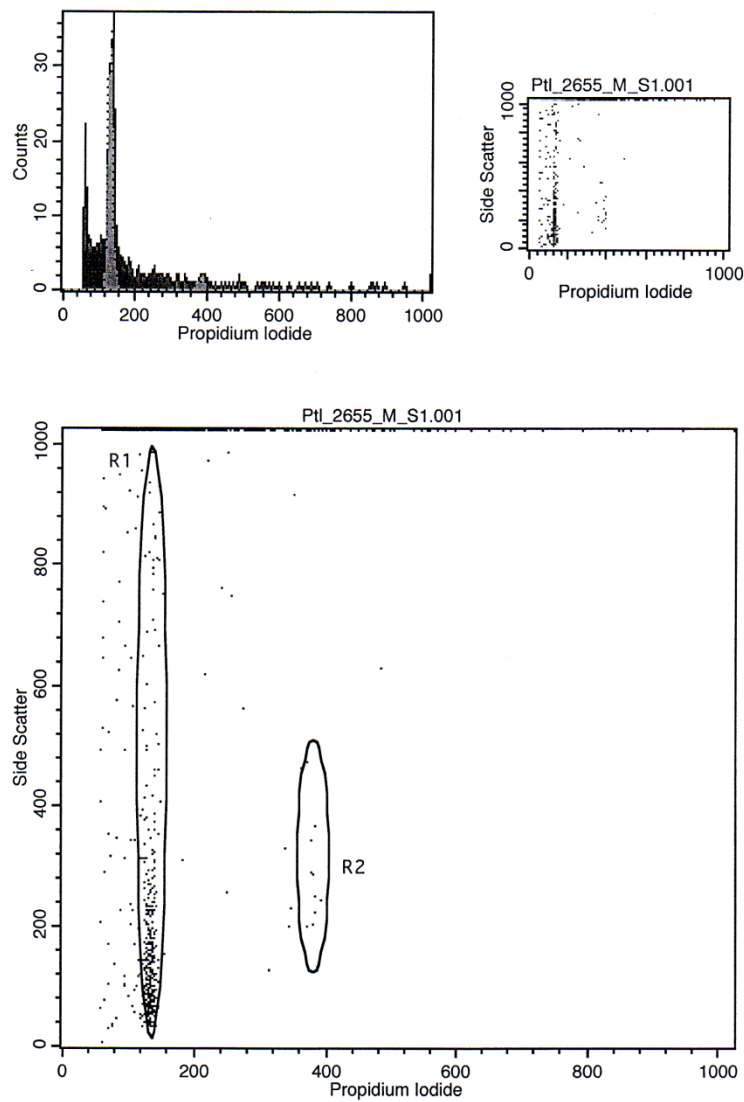 30
20
10
0
Counts
0 200 400 600 800 1000
Propidium Iodide
Ptl_2655_M_S1.001
1000
0
Side Scatter
0 1000
Propidium Iodide
Ptl_2655_M_S1.001
1000
800
600
400
200
0
Side Scatter
R1
R2
0 200 400 600 800 1000
Propidium Iodide